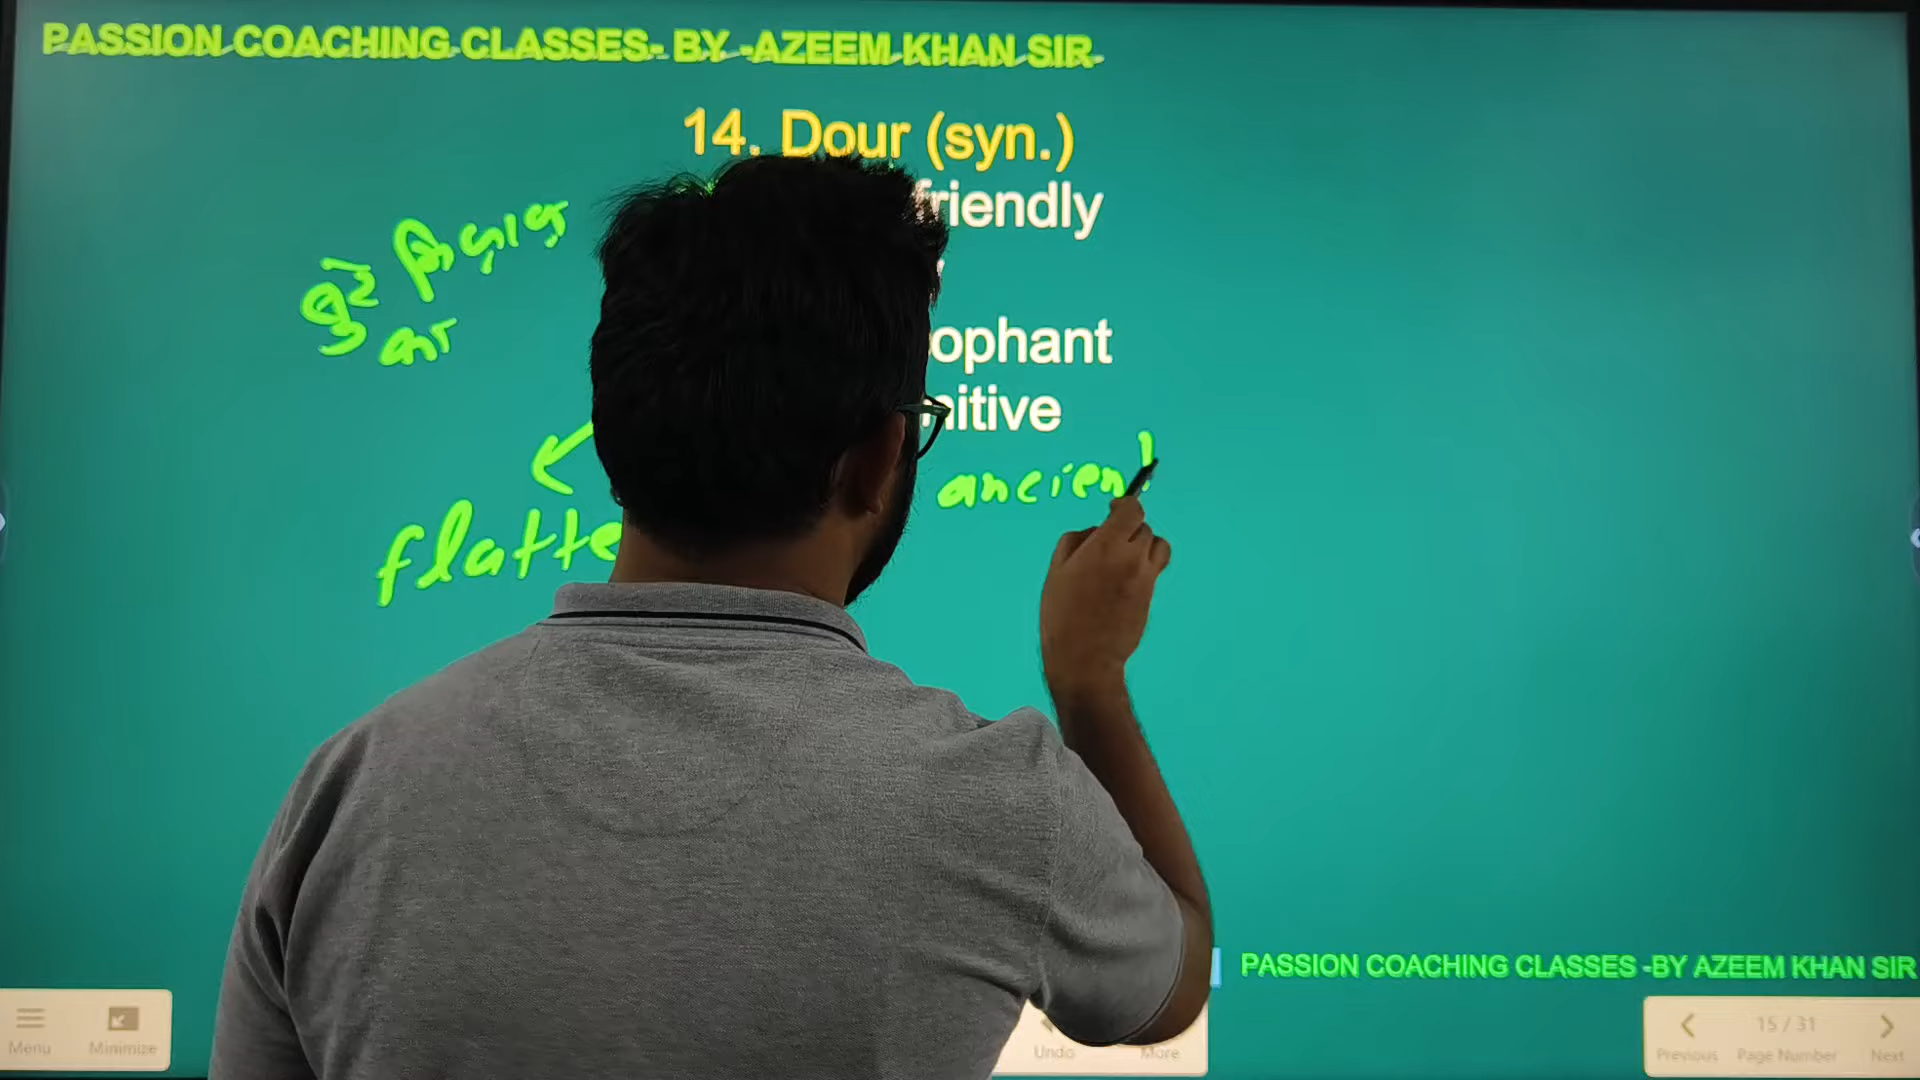 PASSION COACHING CLASSES- BY -AZEEM KHAN SIR-
14. Dour (syn.)
friendly
ophant
nitive
ancient
flatte
PASSION COACHING CLASSES -BY AZEEM KHAN SIR
Menu
Minimize
Undo
More
15 / 31
Previous Page Number Next